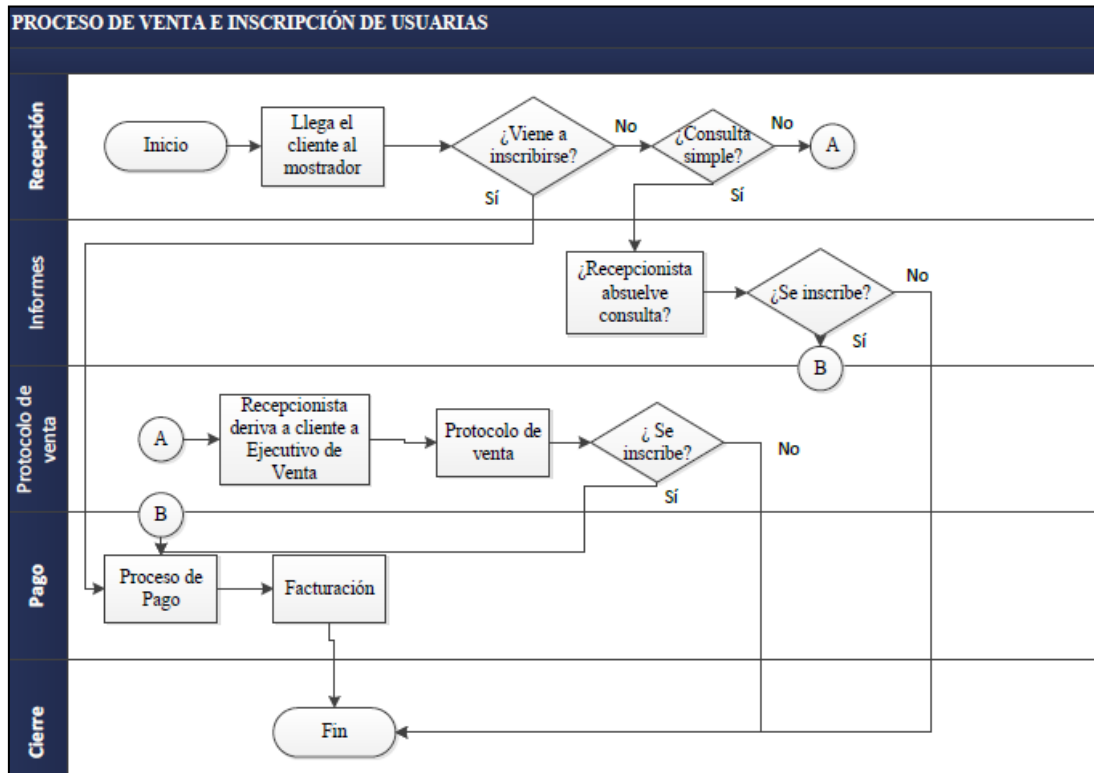 PROCESO DE VENTA E INSCRIPCIÓN DE USUARIAS
Recepción
Inicio
Llega el
cliente al
mostrador
¿Viene a
inscribirse?
No
Sí
¿Consulta
simple?
No
Sí
A
Informes
¿Recepcionista
absuelve
consulta?
¿Se inscribe?
No
Sí
B
Protocolo de
venta
A
Recepcionista
deriva a cliente a
Ejecutivo de
Venta
Protocolo de
venta
¿ Se
inscribe?
No
Sí
B
Pago
Proceso de
Pago
Facturación
Cierre
Fin